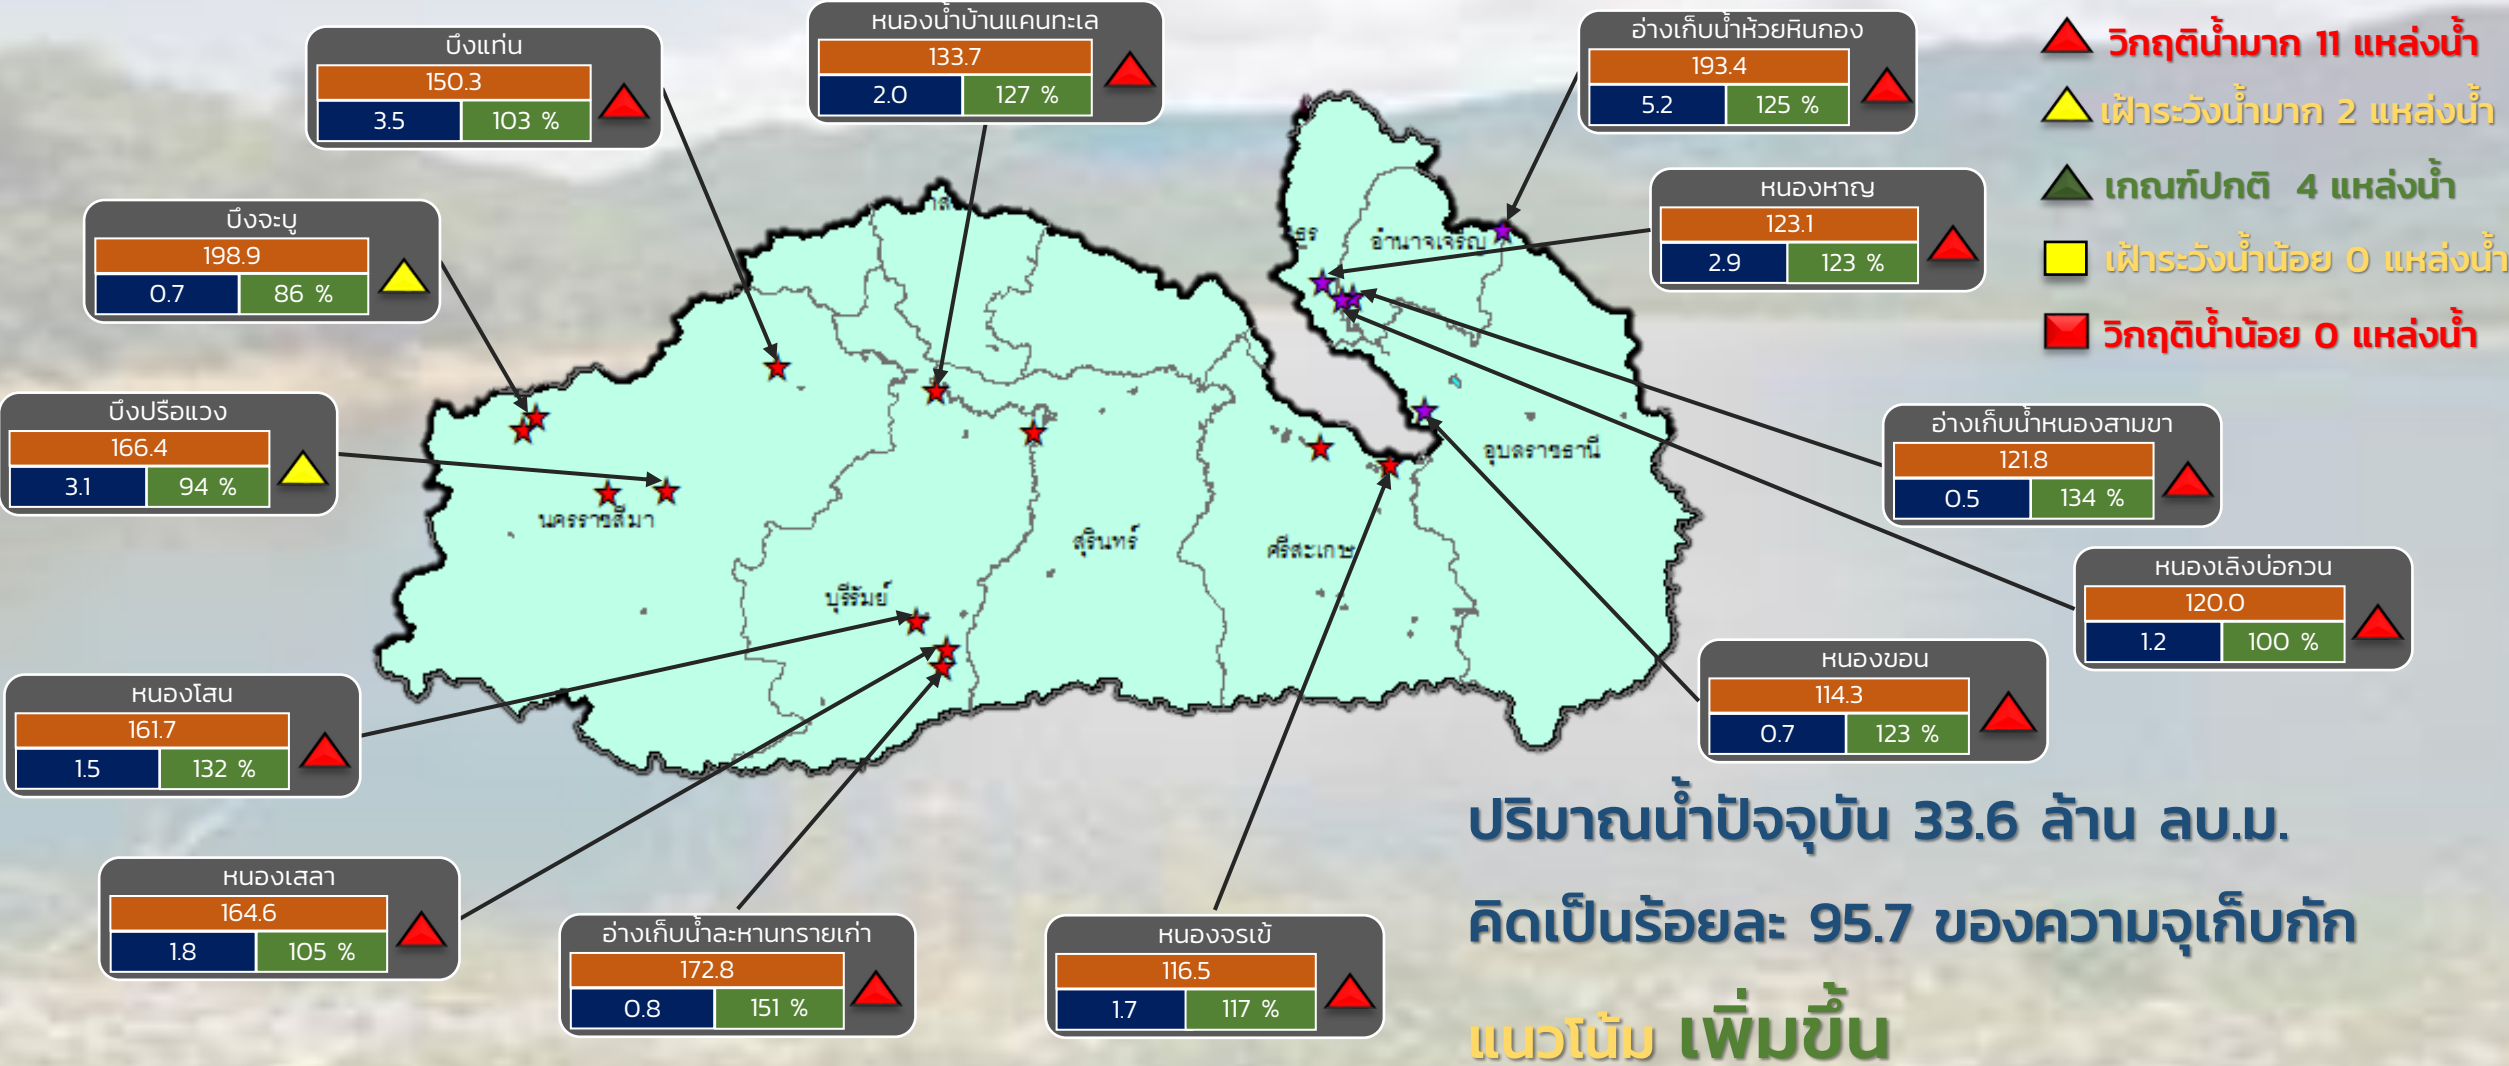 บึงแท่น
150.3
3.5 103 %
หนองน้ำบ้านแคนทะเล
133.7
2.0 127 %
อ่างเก็บน้ำห้วยหินกอง
193.4
5.2 125 %
วิกฤติน้ำมาก 11 แหล่งน้ำ
เฝ้าระวังน้ำมาก 2 แหล่งน้ำ
เกณฑ์ปกติ 4 แหล่งน้ำ
เฝ้าระวังน้ำน้อย 0 แหล่งน้ำ
วิกฤติน้ำน้อย 0 แหล่งน้ำ
บึงจะบู
198.9
0.7 86 %
หนองหาญ
123.1
2.9 123 %
อำนาจเจริญ
บึงปรือแวง
166.4
3.1 94 %
อ่างเก็บน้ำหนองสามขา
121.8
0.5 134 %
อุบลราชธานี
นครราชสีมา
สุรินทร์
ศรีสะเกษ
บุรีรัมย์
หนองเลิงบ่อกวน
120.0
1.2 100 %
หนองขอน
114.3
0.7 123 %
หนองโสน
161.7
1.5 132 %
หนองเสลา
164.6
1.8 105 %
อ่างเก็บน้ำละหานทรายเก่า
172.8
0.8 151 %
หนองจรเข้
116.5
1.7 117 %
ปริมาณน้ำปัจจุบัน 33.6 ล้าน ลบ.ม.
คิดเป็นร้อยละ 95.7 ของความจุเก็บกัก
แนวโน้ม เพิ่มขึ้น